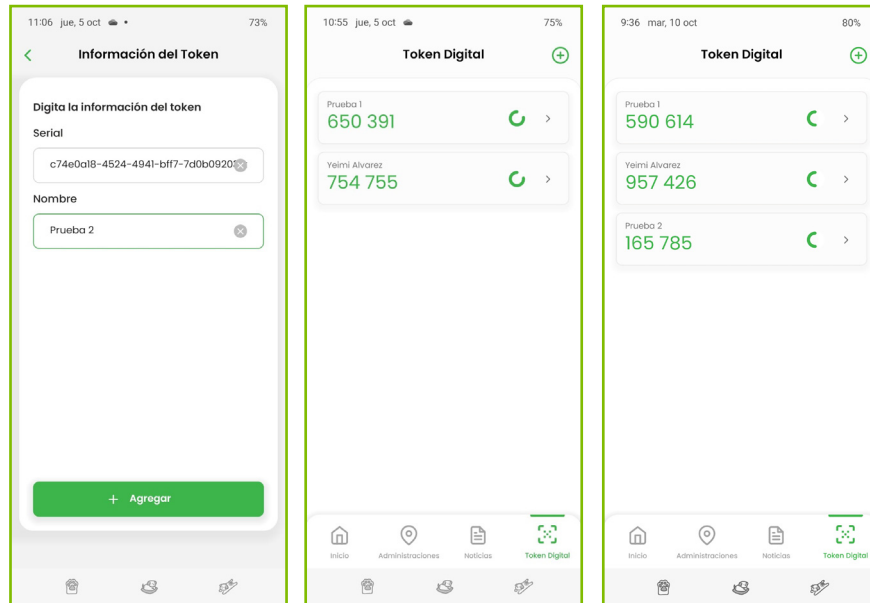 11:06 jue, 5 oct 73%
Información del Token
Digita la información del token
Serial
c74e0a18-4524-4941-bff7-7d0b0920
Nombre
Prueba 2
+ Agregar
10:55 jue, 5 oct 75%
Token Digital
Prueba 1
650 391
Yeimi Alvarez
754 755
Inicio Administraciones Noticias Token Digital
9:36 mar, 10 oct 80%
Token Digital
Prueba 1
590 614
Yeimi Alvarez
957 426
Prueba 2
165 785
Inicio Administraciones Noticias Token Digital